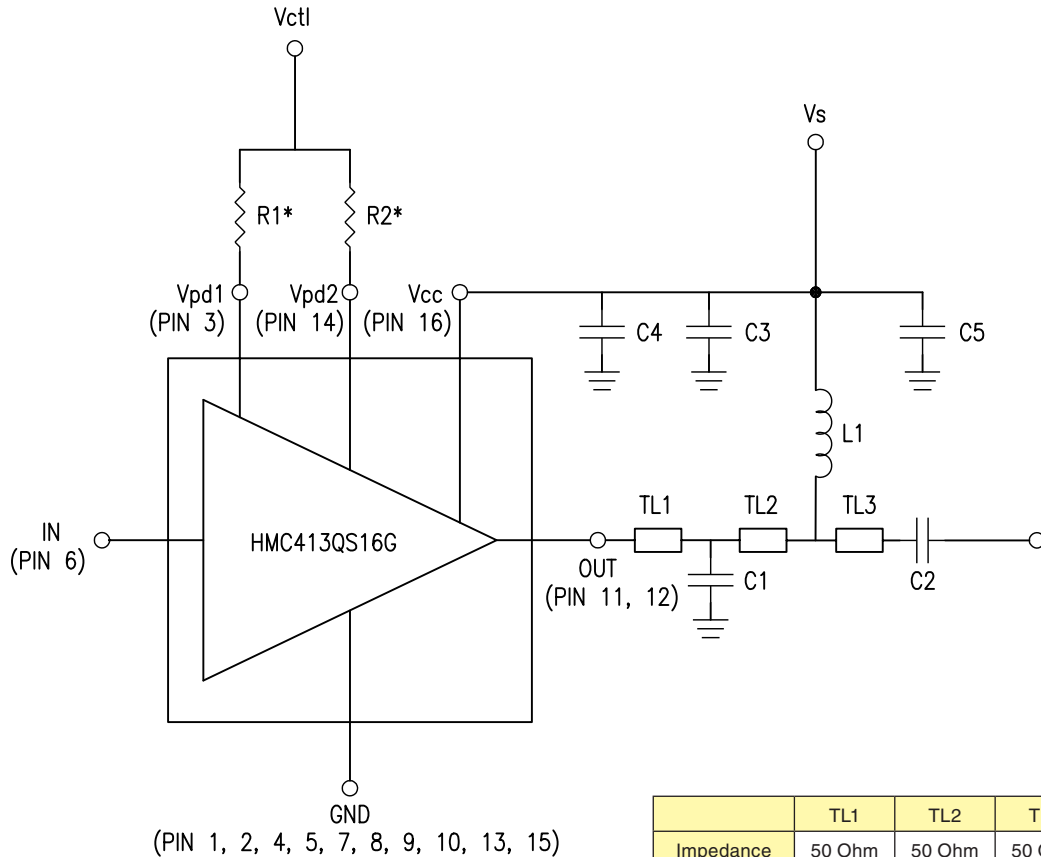 Vctl
Vs
R1*
R2*
Vpd1
(PIN 3)
Vpd2
(PIN 14)
Vcc
(PIN 16)
C4
C3
C5
L1
IN
(PIN 6)
HMC413QS16G
TL1
TL2
TL3
OUT
(PIN 11, 12)
C1
C2
GND
(PIN 1, 2, 4, 5, 7, 8, 9, 10, 13, 15)
TL1 TL2
Impedance 50 Ohm 50 Ohm 50